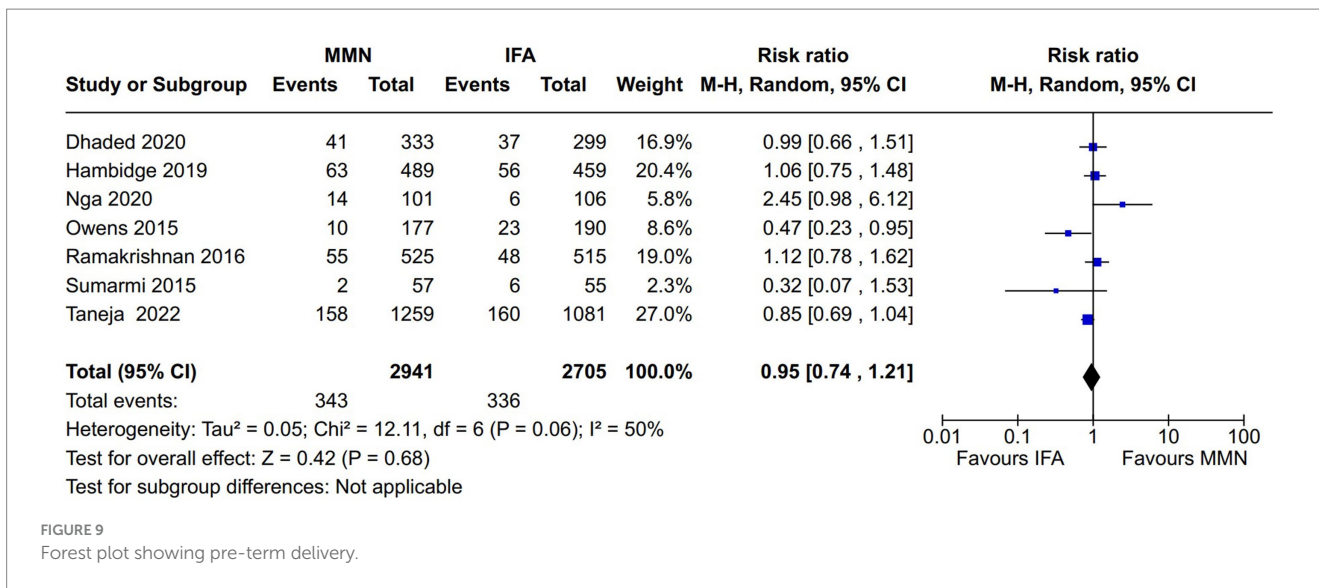 MMN IFA Risk ratio Risk ratio
Study or Subgroup Events Total Events Total Weight M-H, Random, 95% CI M-H, Random, 95% CI
Dhaded 2020 41 333 37 299 16.9% 0.99 [0.66 , 1.51]
Hambidge 2019 63 489 56 459 20.4% 1.06 [0.75 , 1.48]
Nga 2020 14 101 6 106 5.8% 2.45 [0.98 , 6.12]
Owens 2015 10 177 23 190 8.6% 0.47 [0.23 , 0.95]
Ramakrishnan 2016 55 525 48 515 19.0% 1.12 [0.78 , 1.62]
Sumarmi 2015 2 57 6 55 2.3% 0.32 [0.07 , 1.53]
Taneja 2022 158 1259 160 1081 27.0% 0.85 [0.69 , 1.04]
Total (95% CI) 2941 2705 100.0% 0.95 [0.74 , 1.21]
Total events: 343 336
Heterogeneity: Tau² = 0.05; Chi² = 12.11, df = 6 (P = 0.06); I² = 50%
0.01 0.1 1 10 100
Test for overall effect: Z = 0.42 (P = 0.68)
Favours IFA Favours MMN
Test for subgroup differences: Not applicable
FIGURE 9
Forest plot showing pre-term delivery.